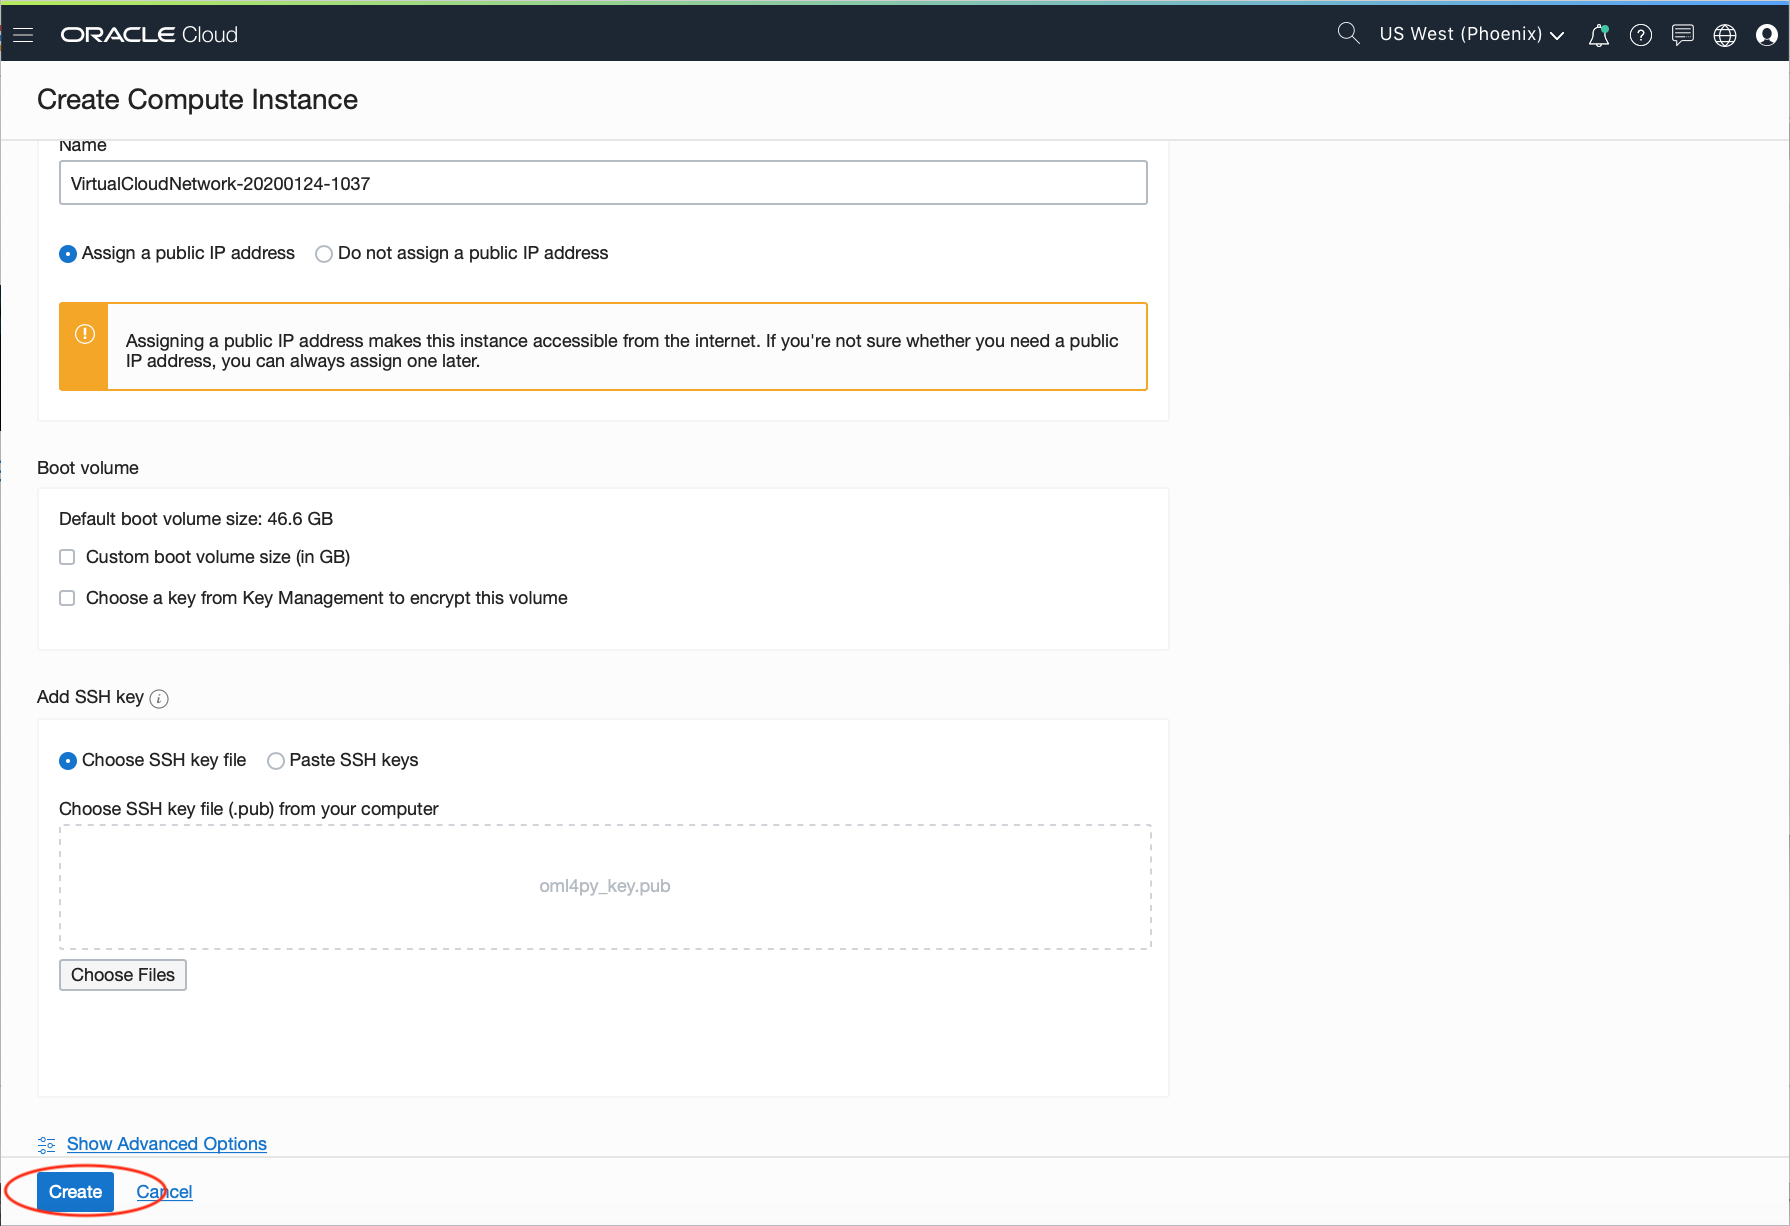 ORACLE Cloud
US West (Phoenix)
Create Compute Instance
Name
VirtualCloudNetwork-20200124-1037
Assign a public IP address
Do not assign a public IP address
Assigning a public IP address makes this instance accessible from the internet. If you're not sure whether you need a public
IP address, you can always assign one later.
Boot volume
Default boot volume size: 46.6 GB
Custom boot volume size (in GB)
Choose a key from Key Management to encrypt this volume
Add SSH key
Choose SSH key file
Paste SSH keys
Choose SSH key file (.pub) from your computer
oml4py_key.pub
Choose Files
Show Advanced Options
Create
Cancel